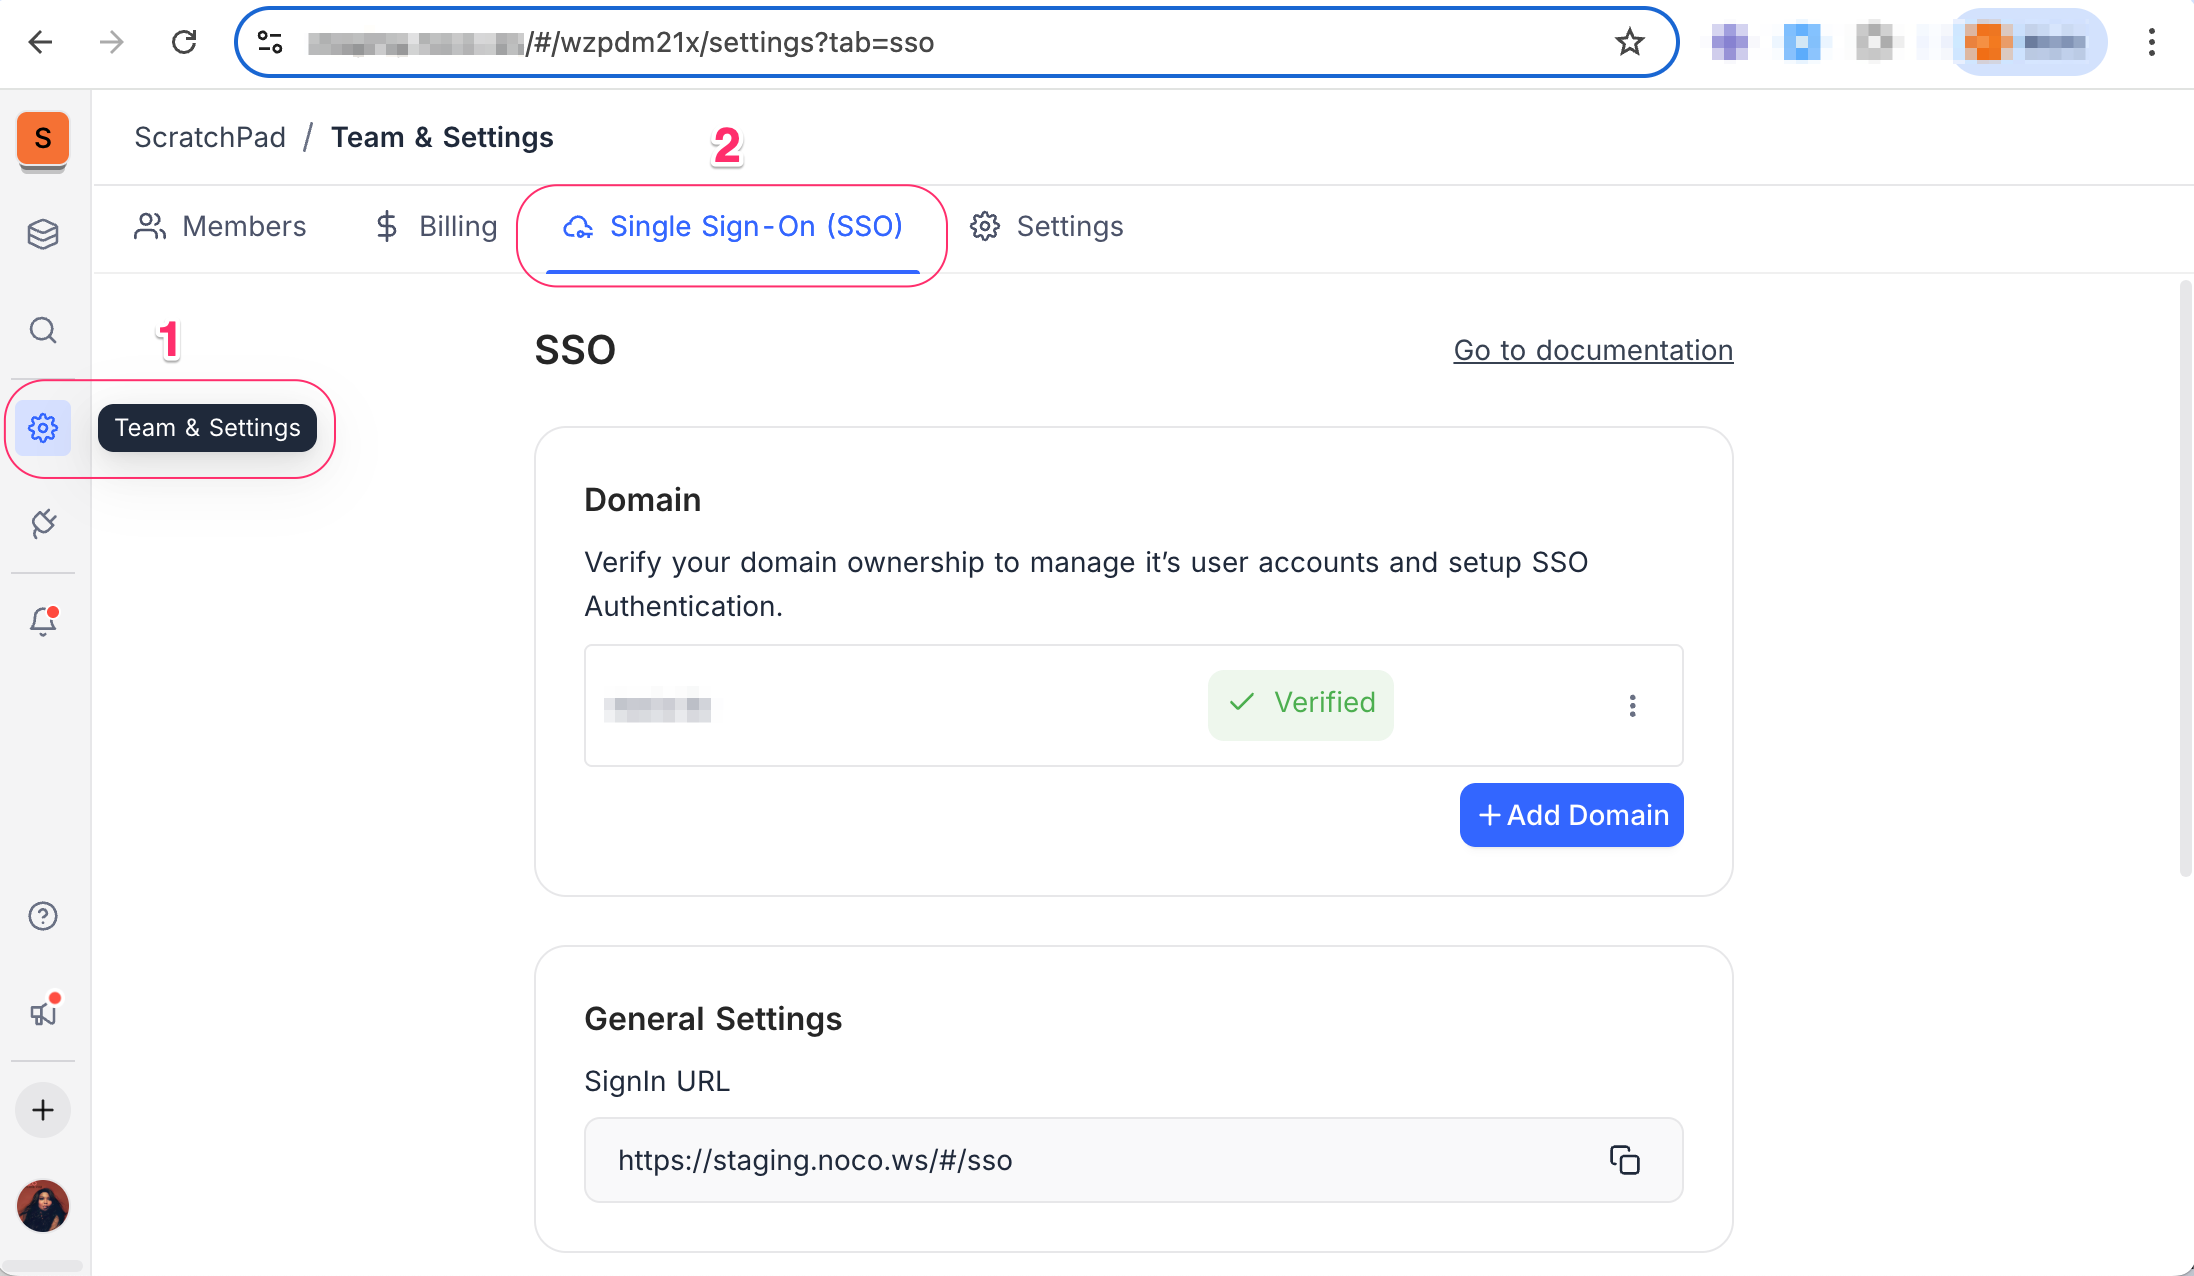 /#/wzpdm21x/settings?tab=sso
S
ScratchPad / Team & Settings
2
Members
Billing
Single Sign-On (SSO)
Settings
1
SSO
Go to documentation
Team & Settings
Domain
Verify your domain ownership to manage it’s user accounts and setup SSO
Authentication.
Verified
+ Add Domain
General Settings
SignIn URL
https://staging.noco.ws/#/sso